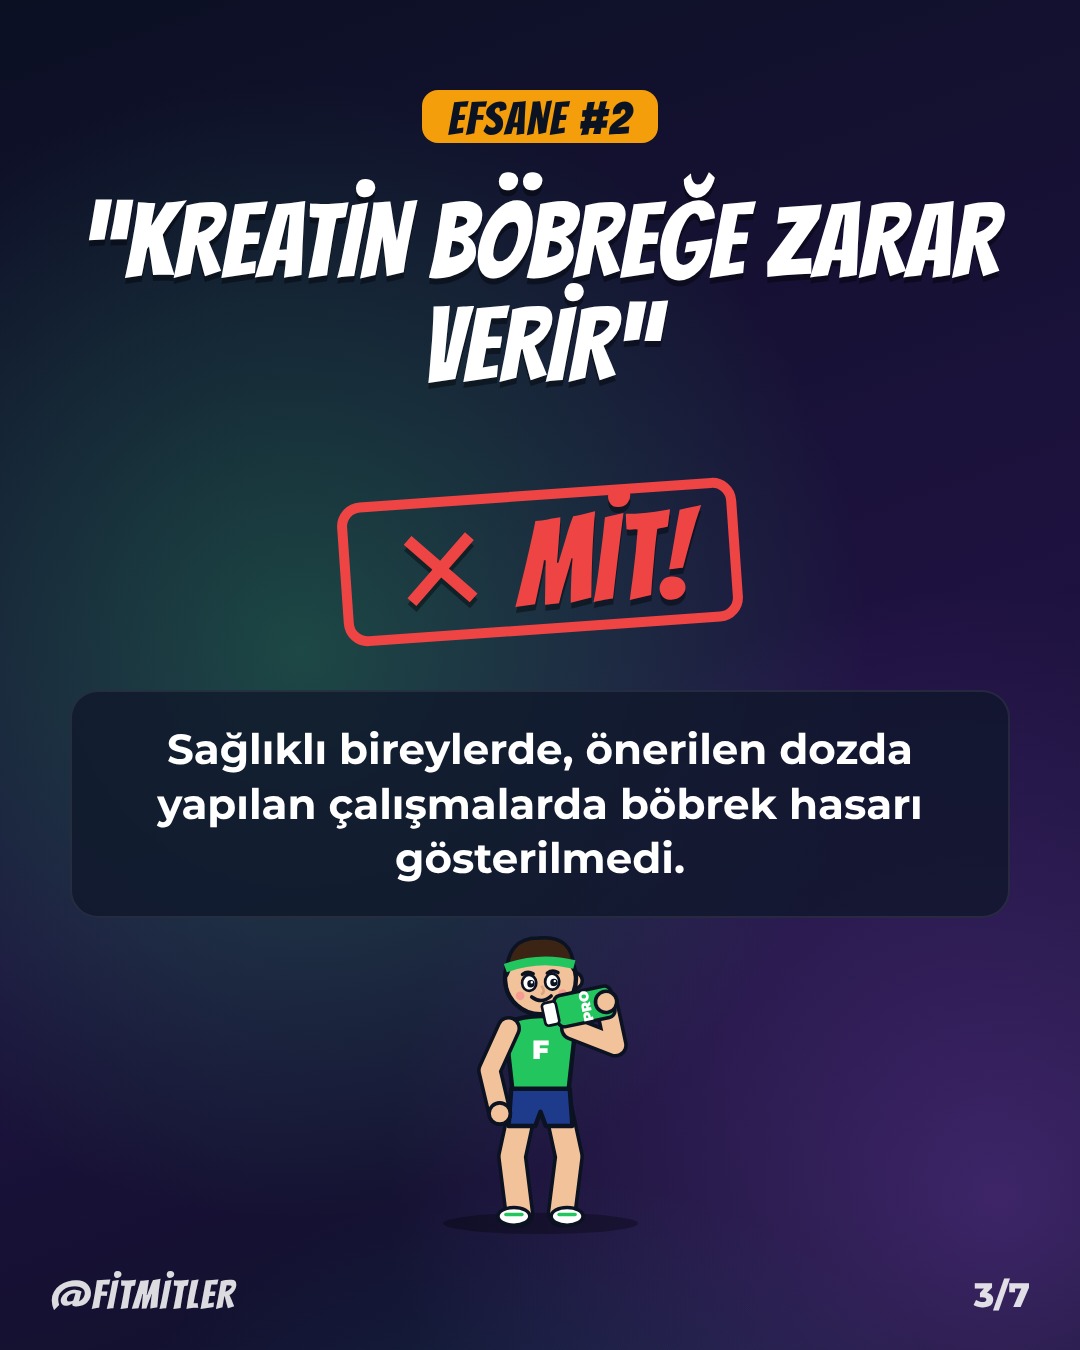 EFSANE #2
"KREATİN BÖBREĞE ZARAR
VERİR"
✕ MİT!
Sağlıklı bireylerde, önerilen dozda
yapılan çalışmalarda böbrek hasarı
gösterilmedi.
PRO
F
@FİTMİTLER
3/7